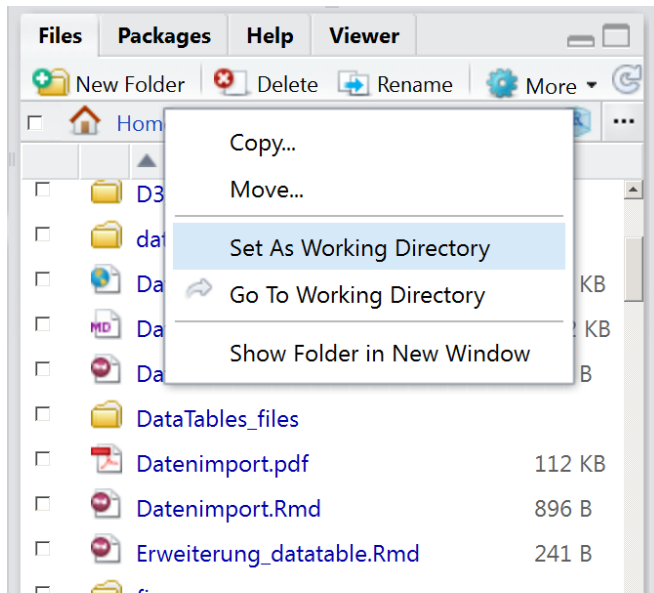 Files Packages Help Viewer
New Folder Delete Rename More
Hom
Copy...
Move...
D3
Set As Working Directory
dat
Go To Working Directory
Da KB
MD Da KB
Show Folder in New Window
Da B
DataTables_files
Datenimport.pdf 112 KB
Datenimport.Rmd 896 B
Erweiterung_datatable.Rmd 241 B